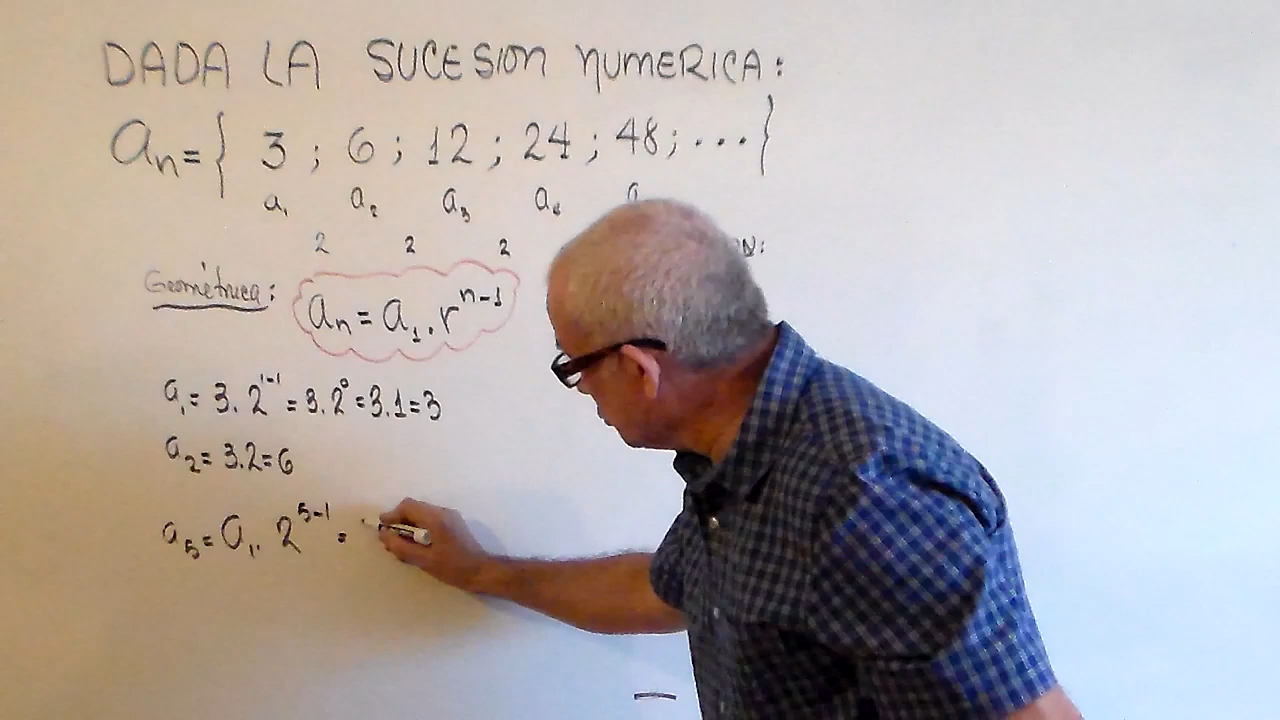 DADA LA SUCESION NUMERICA:
aₙ = { 3 ; 6 ; 12 ; 24 ; 48 ; ... }
a₁ a₂ a₃ a₄ a
2 2 2
Geométrica: aₙ = a₁ . r^(n-1)
a₁ = 3 . 2^(1-1) = 3 . 2^0 = 3 . 1 = 3
a₂ = 3 . 2 = 6
a₅ = a₁ . 2^(5-1) =